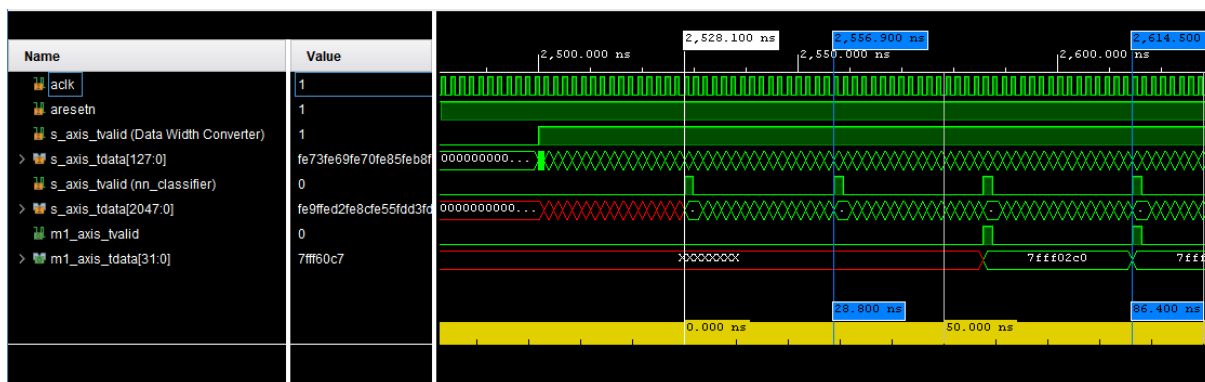 2,528.100 ns 2,556.900 ns 2,614.500
Name Value 2,500.000 ns 2,550.000 ns 2,600.000 ns
aclk 1
aresetn 1
s_axis_tvalid (Data Width Converter) 1
s_axis_tdata[127:0] fe73fe69fe70fe85feb8f 000000000...
s_axis_tvalid (nn_classifier) 0
s_axis_tdata[2047:0] fe9ffed2fe8cfe55fdd3fd 0000000000...
m1_axis_tvalid 0
m1_axis_tdata[31:0] 7fff60c7 XXXXXXXX 7fff02c0 7fff
28.800 ns 86.400 ns
0.000 ns 50.000 ns